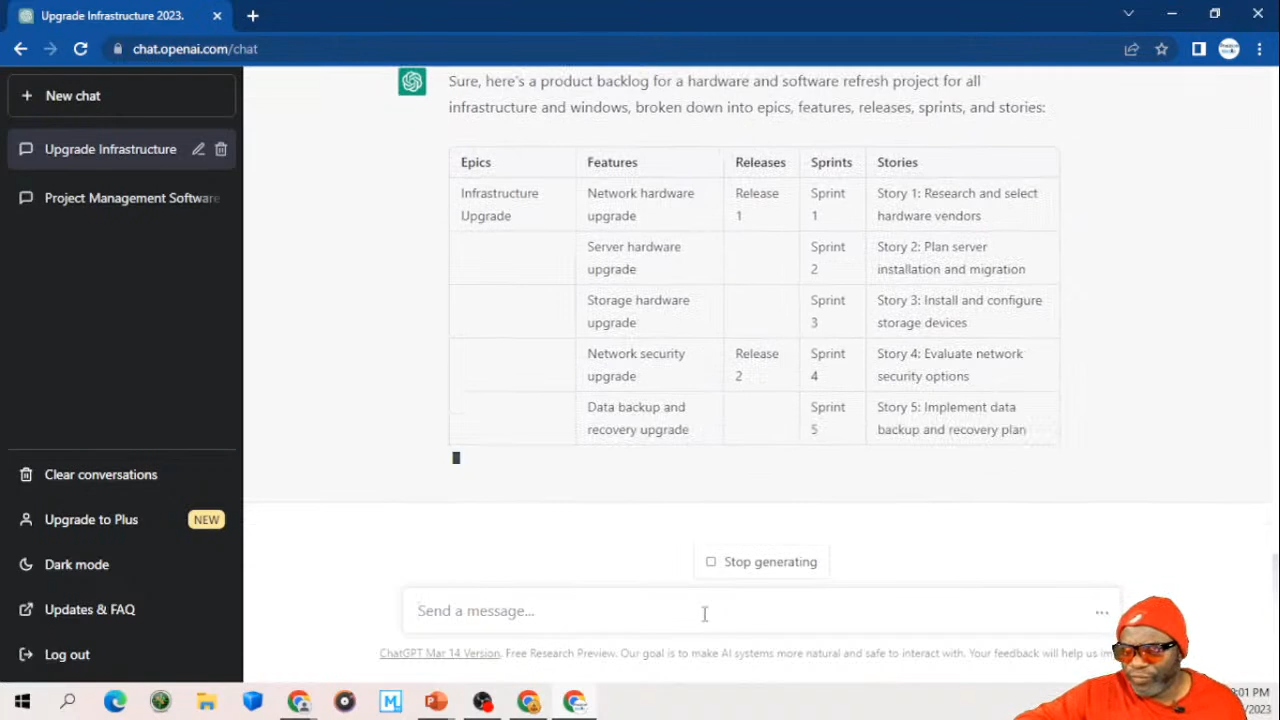 Upgrade Infrastructure 2023.
chat.openai.com/chat
New chat
Upgrade Infrastructure
Project Management Software
Clear conversations
Upgrade to Plus NEW
Dark mode
Updates & FAQ
Log out
Sure, here's a product backlog for a hardware and software refresh project for all
infrastructure and windows, broken down into epics, features, releases, sprints, and stories:
Epics Features Releases Sprints Stories
Infrastructure Network hardware Release Sprint Story 1: Research and select
Upgrade upgrade 1 1 hardware vendors
Server hardware Sprint Story 2: Plan server
upgrade 2 installation and migration
Storage hardware Sprint Story 3: Install and configure
upgrade 3 storage devices
Network security Release Sprint Story 4: Evaluate network
upgrade 2 4 security options
Data backup and Sprint Story 5: Implement data
recovery upgrade 5 backup and recovery plan
Stop generating
Send a message...
ChatGPT Mar 14 Version. Free Research Preview. Our goal is to make AI systems more natural and safe to interact with. Your feedback will help us
:01 PM
/2023